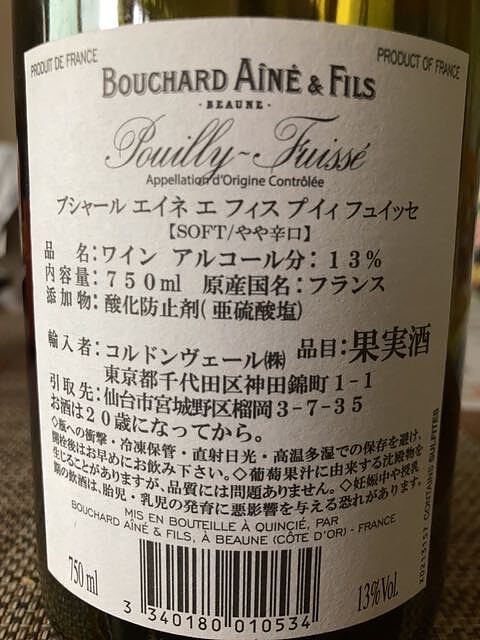 PRODUIT DE FRANCE
PRODUCT OF FRANCE
BOUCHARD AÎNÉ & FILS
· BEAUNE ·
Pouilly~Fuissé
Appellation d'Origine Contrôlée
ブシャール エイネ エ フィス プイィ フュイッセ
【SOFT/やや辛口】
品 名：ワイン アルコール分：13%
内容量：750ml 原産国名：フランス
添加物：酸化防止剤(亜硫酸塩)
輸入者：コルドンヴェール㈱ 品目：果実酒
東京都千代田区神田錦町1-1
引取先：仙台市宮城野区榴岡3-7-35
お酒は20歳になってから。
◇瓶への衝撃・冷凍保管・直射日光・高温多湿での保存を避け、
開栓後はお早めにお飲み下さい。◇葡萄果汁に由来する沈殿物を
生じることがありますが、品質には問題ありません。◇妊娠中や授乳
期の飲酒は、胎児・乳児の発育に悪影響を与える恐れがあります。
MIS EN BOUTEILLE À QUINCIÉ, PAR
BOUCHARD AÎNÉ & FILS, À BEAUNE (CÔTE D'OR) - FRANCE
750 ml
13% Vol.
3 340180 010534
CONTAINS SULFITES